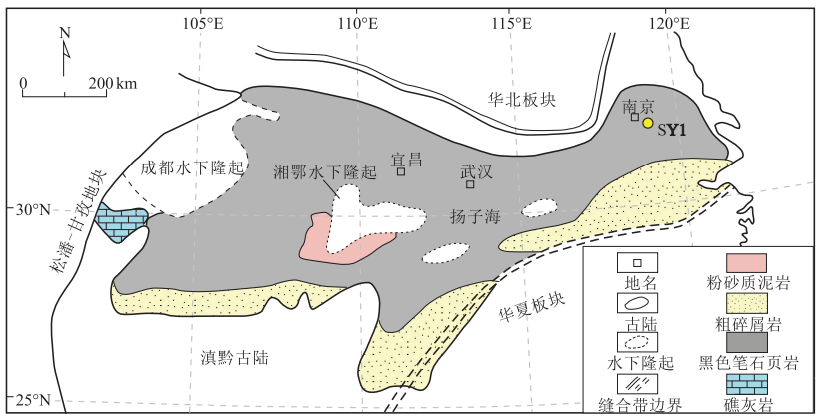 105°E
110°E
115°E
120°E
N
0
200 km
华北板块
南京
SY1
成都水下隆起
湘鄂水下隆起
宜昌
武汉
松潘-甘孜地块
30°N
扬子海
华夏板块
滇黔古陆
25°N
地名
粉砂质泥岩
古陆
粗碎屑岩
水下隆起
黑色笔石页岩
缝合带边界
礁灰岩